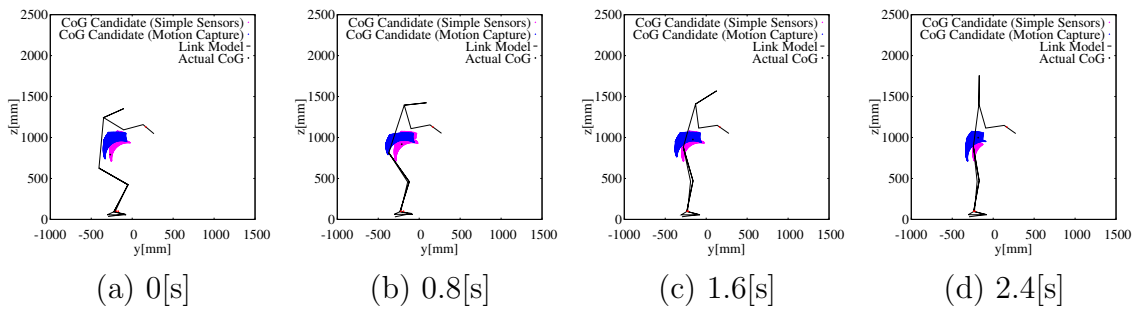 CoG Candidate (Simple Sensors)
CoG Candidate (Motion Capture)
Link Model
Actual CoG
z[mm]
2500
2000
1500
1000
500
0
-1000 -500 0 500 1000 1500
y[mm]
(a) 0[s]
CoG Candidate (Simple Sensors)
CoG Candidate (Motion Capture)
Link Model
Actual CoG
z[mm]
2500
2000
1500
1000
500
0
-1000 -500 0 500 1000 1500
y[mm]
(b) 0.8[s]
CoG Candidate (Simple Sensors)
CoG Candidate (Motion Capture)
Link Model
Actual CoG
z[mm]
2500
2000
1500
1000
500
0
-1000 -500 0 500 1000 1500
y[mm]
(c) 1.6[s]
CoG Candidate (Simple Sensors)
CoG Candidate (Motion Capture)
Link Model
Actual CoG
z[mm]
2500
2000
1500
1000
500
0
-1000 -500 0 500 1000 1500
y[mm]
(d) 2.4[s]